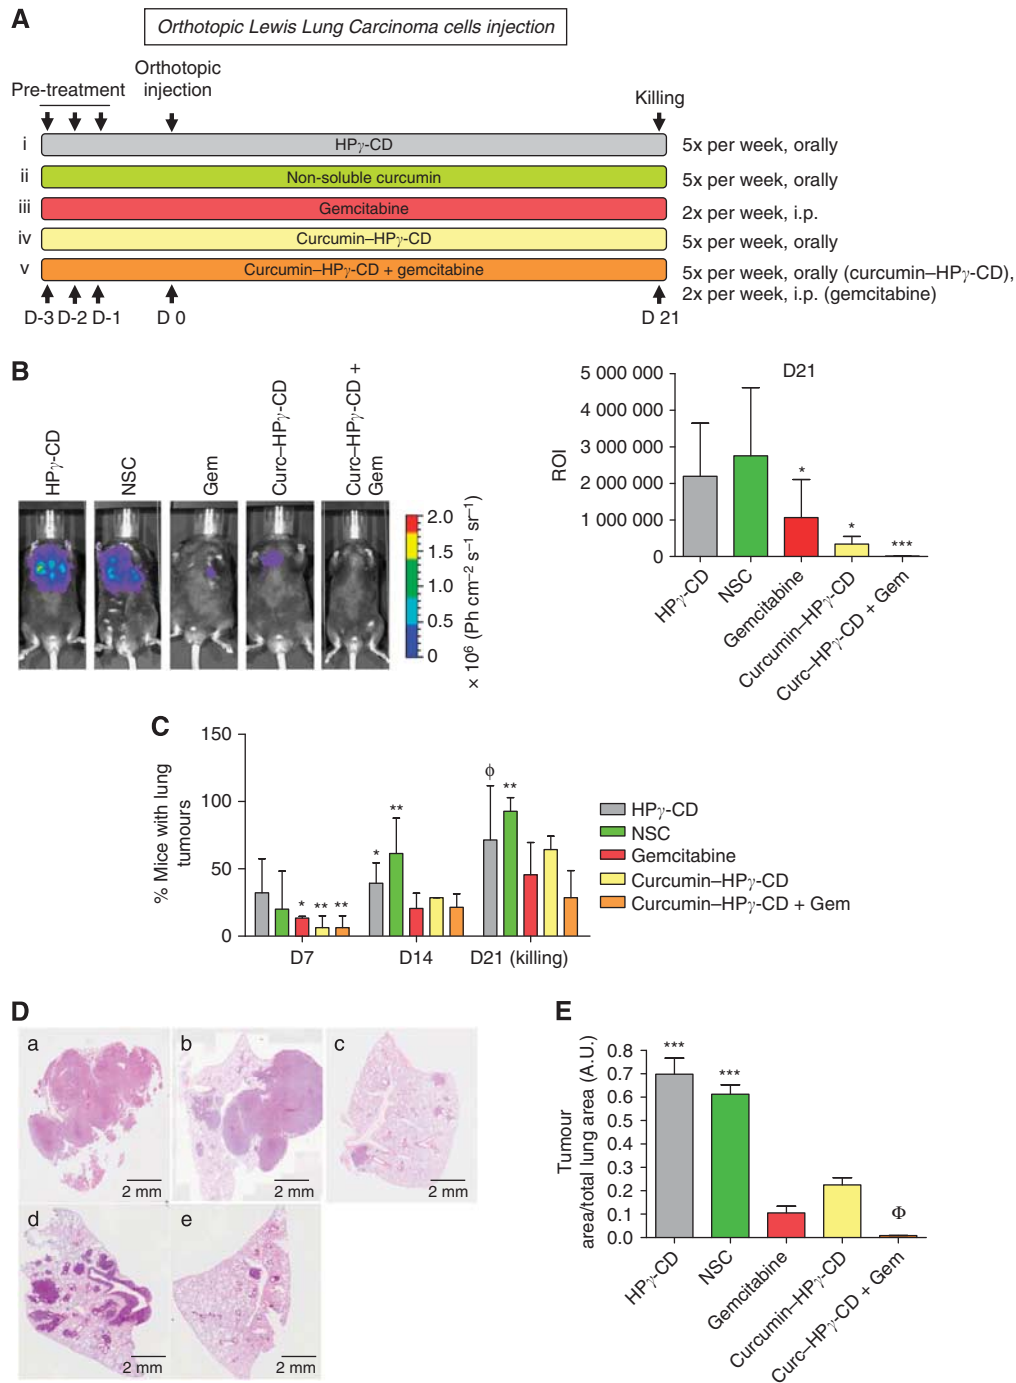 A
Orthotopic Lewis Lung Carcinoma cells injection
Pre-treatment
Orthotopic
injection
Killing
i HPγ-CD 5x per week, orally
ii Non-soluble curcumin 5x per week, orally
iii Gemcitabine 2x per week, i.p.
iv Curcumin–HPγ-CD 5x per week, orally
v Curcumin–HPγ-CD + gemcitabine 5x per week, orally (curcumin–HPγ-CD),
2x per week, i.p. (gemcitabine)
D-3 D-2 D-1 D 0 D 21
B
HPγ-CD
NSC
Gem
Curc–HPγ-CD
Curc–HPγ-CD +
Gem
2.0
1.5
1.0
0.5
0
× 10⁶ (Ph cm⁻² s⁻¹ sr⁻¹)
D21
ROI
5 000 000
4 000 000
3 000 000
2 000 000
1 000 000
0
* * ***
HPγ-CD
NSC
Gemcitabine
Curcumin–HPγ-CD
Curc–HPγ-CD + Gem
C
% Mice with lung
tumours
150
100
50
0
* ** **
* **
ϕ **
D7 D14 D21 (killing)
HPγ-CD
NSC
Gemcitabine
Curcumin–HPγ-CD
Curcumin–HPγ-CD + Gem
D
a b c
2 mm 2 mm 2 mm
d e
2 mm 2 mm
E
Tumour
area/total lung area (A.U.)
0.8
0.7
0.6
0.5
0.4
0.3
0.2
0.1
0.0
*** *** Φ
HPγ-CD
NSC
Gemcitabine
Curcumin–HPγ-CD
Curc–HPγ-CD + Gem